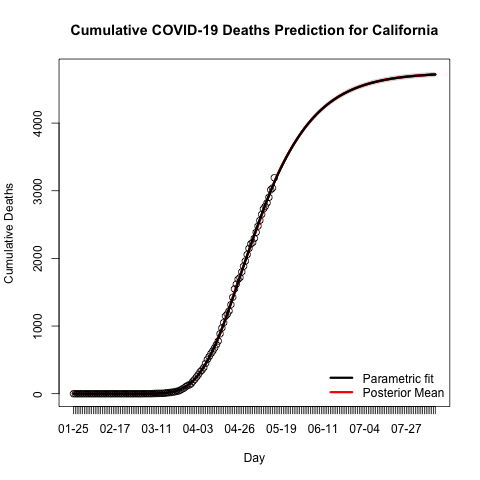 Cumulative COVID-19 Deaths Prediction for California
Cumulative Deaths
4000
3000
2000
1000
0
Parametric fit
Posterior Mean
01-25 02-17 03-11 04-03 04-26 05-19 06-11 07-04 07-27
Day